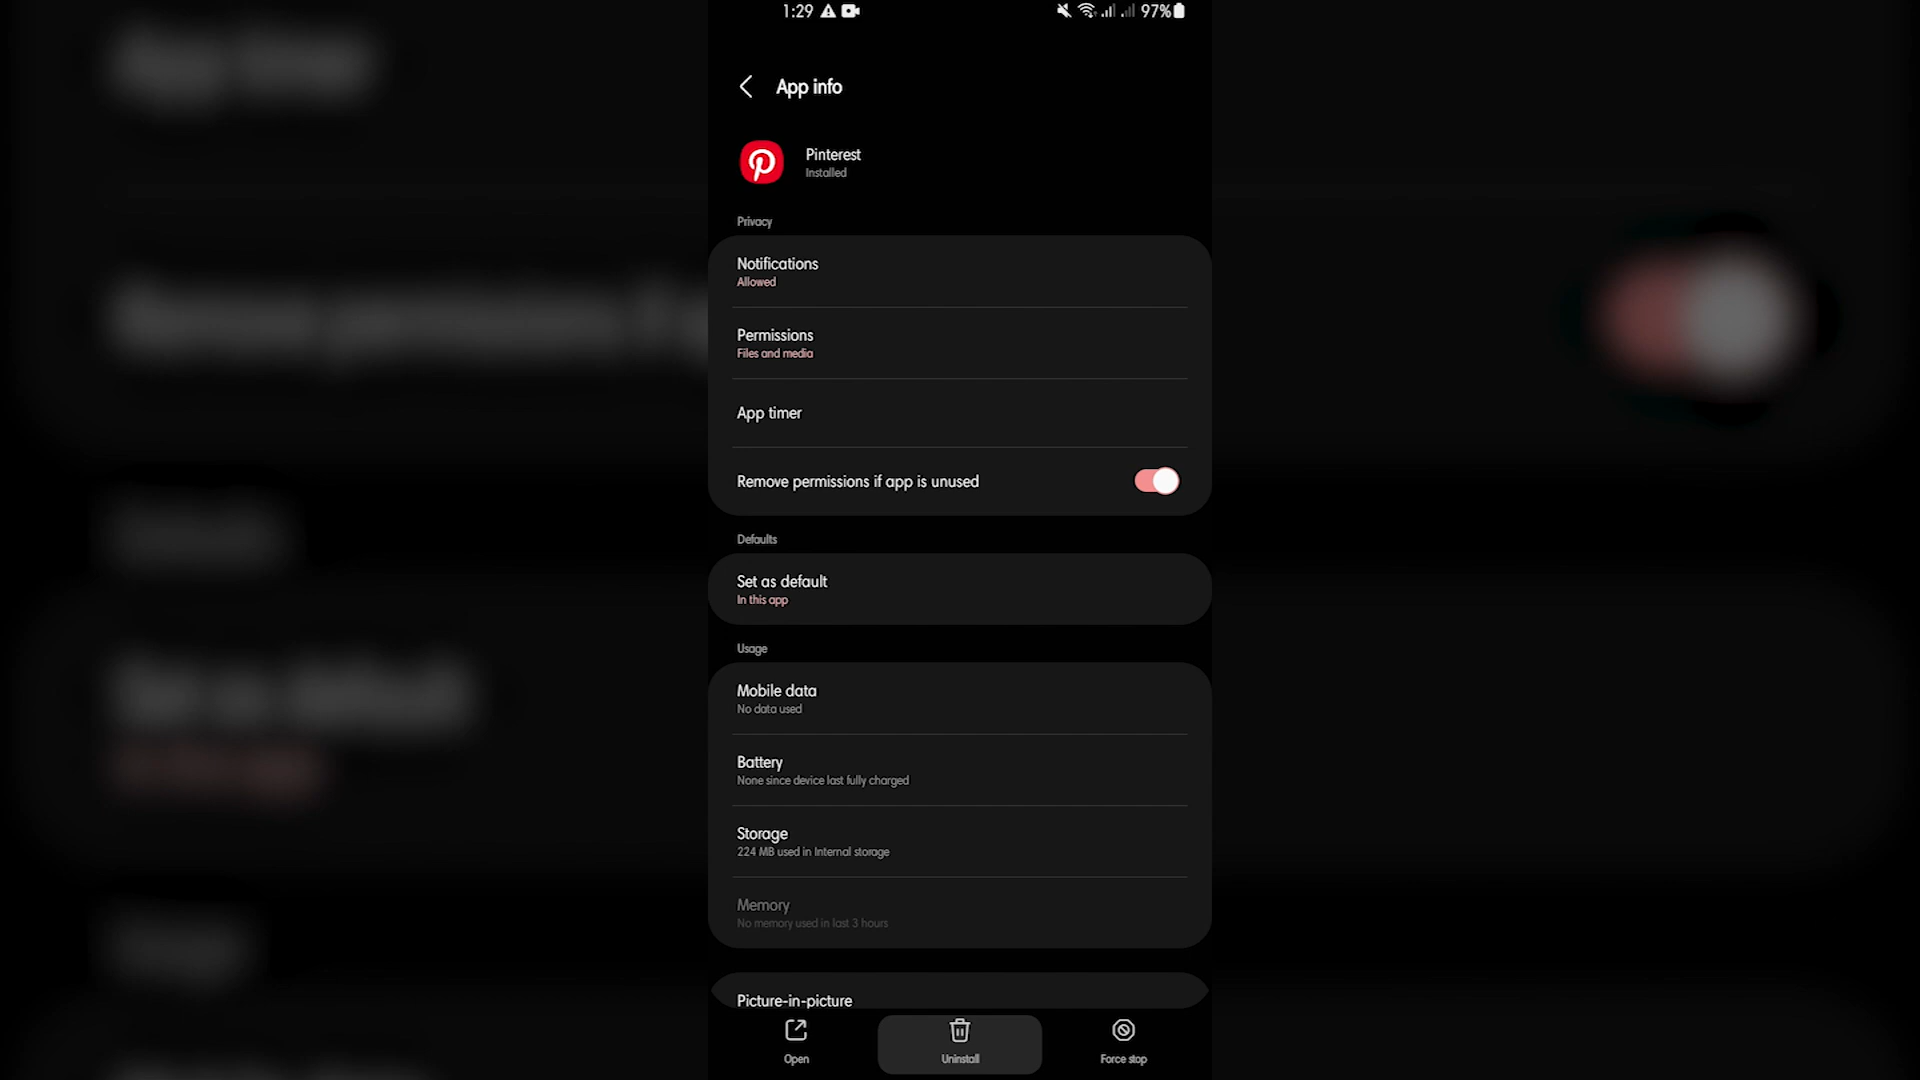 1:29 97%
App info
Pinterest
Installed
Privacy
Notifications
Allowed
Permissions
Files and media
App timer
Remove permissions if app is unused
Defaults
Set as default
In this app
Usage
Mobile data
No data used
Battery
None since device last fully charged
Storage
224 MB used in Internal storage
Memory
No memory used in last 3 hours
Picture-in-picture
Open Uninstall Force stop